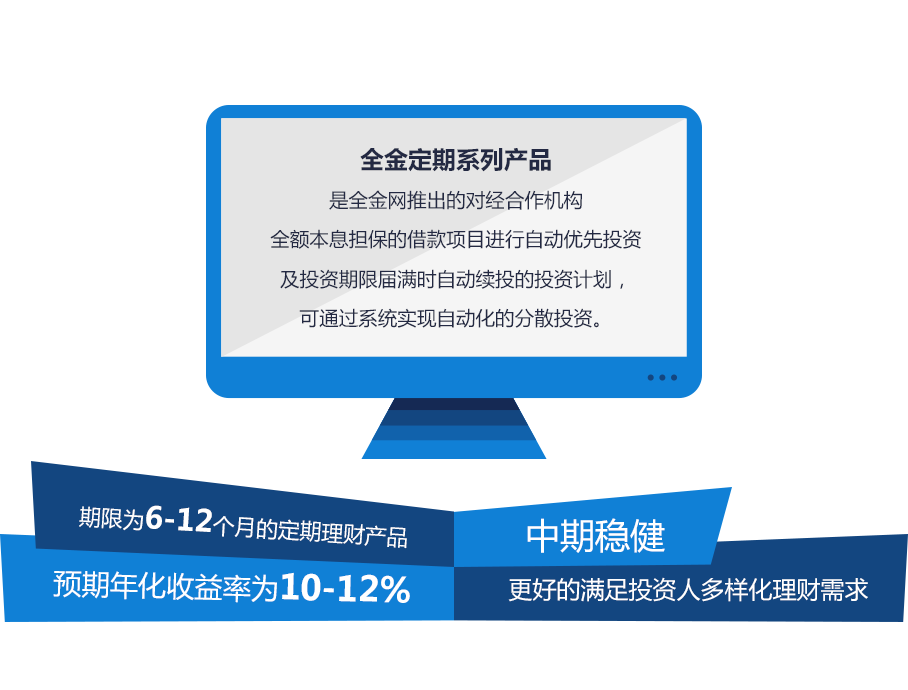 全金定期系列产品
是全金网推出的对经合作机构
全额本息担保的借款项目进行自动优先投资
及投资期限届满时自动续投的投资计划，
可通过系统实现自动化的分散投资。
期限为6-12个月的定期理财产品
预期年化收益率为10-12%
中期稳健
更好的满足投资人多样化理财需求